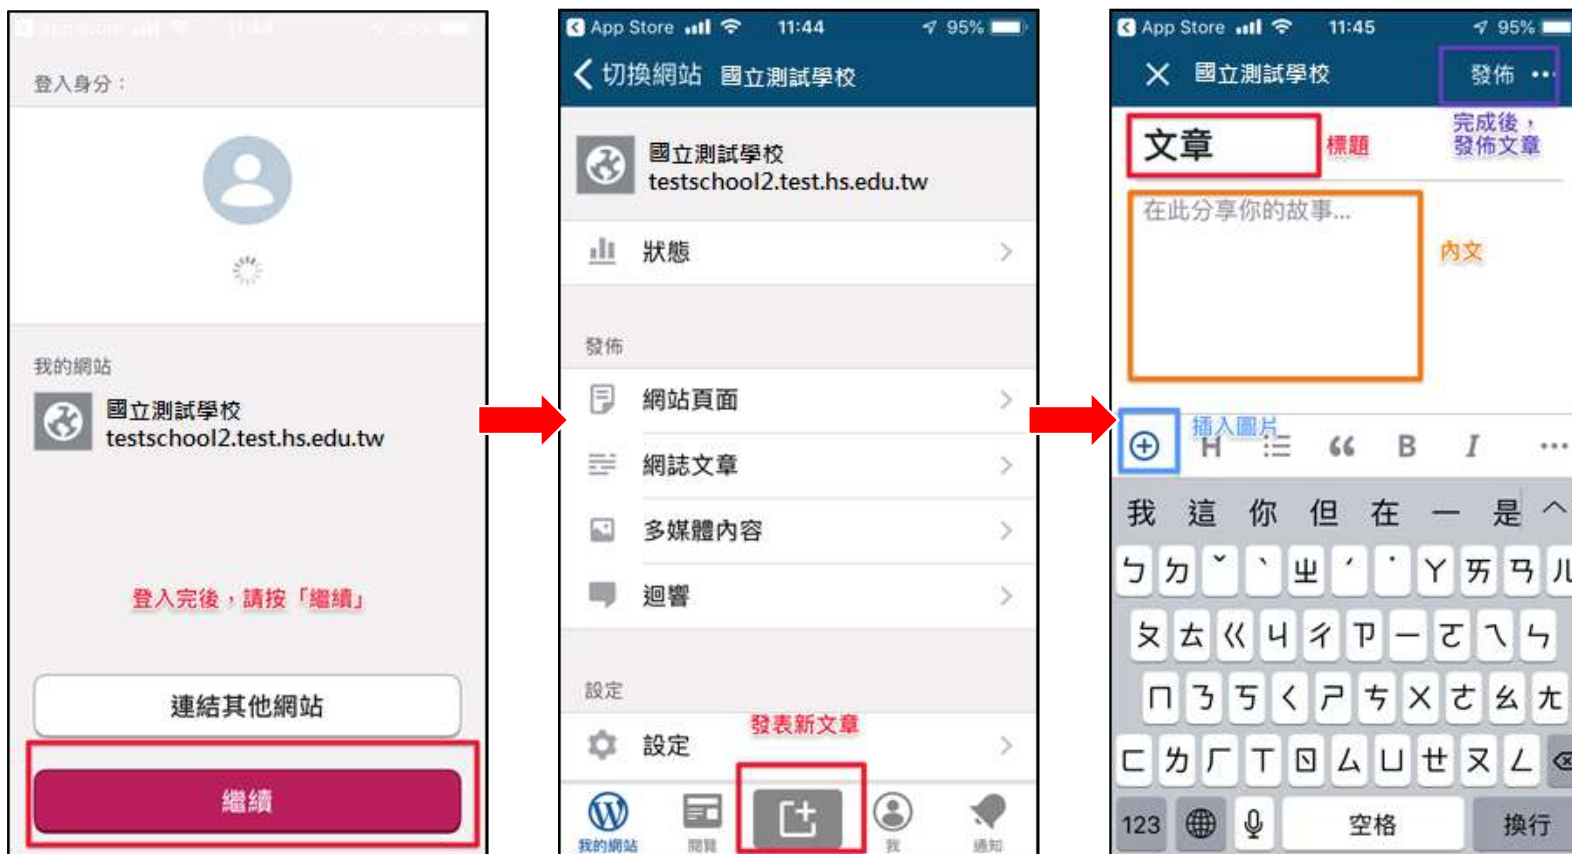 登入身分：
我的網站
國立測試學校
testschool2.test.hs.edu.tw
登入完後，請按「繼續」
連結其他網站
繼續
App Store 11:44 95%
切換網站 國立測試學校
國立測試學校
testschool2.test.hs.edu.tw
狀態
發佈
網站頁面
網誌文章
多媒體內容
迴響
設定
發表新文章
設定
我的網站 閱覽 我 通知
App Store 11:45 95%
國立測試學校 發佈 •••
文章 標題
完成後，
發佈文章
在此分享你的故事...
內文
插入圖片
H B I •••
我 這 你 但 在 一 是
ㄅ ㄉ ˇ ˋ ㄓ ˊ ˙ ㄚ ㄞ ㄢ ㄦ
ㄆ ㄊ ㄍ ㄐ ㄔ ㄗ ㄧ ㄛ ㄟ ㄣ
ㄇ ㄋ ㄎ ㄑ ㄕ ㄘ ㄨ ㄜ ㄠ ㄤ
ㄈ ㄌ ㄏ ㄒ ㄖ ㄙ ㄩ ㄝ ㄡ ㄥ
123 空格 換行